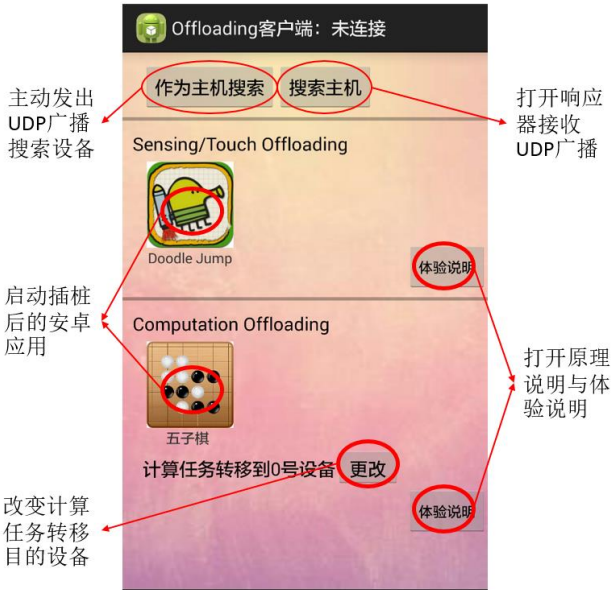 Offloading客户端：未连接
作为主机搜索
搜索主机
主动发出
UDP广播
搜索设备
打开响应
器接收
UDP广播
Sensing/Touch Offloading
Doodle Jump
体验说明
启动插桩
后的安卓
应用
Computation Offloading
五子棋
打开原理
说明与体
验说明
计算任务转移到0号设备
更改
体验说明
改变计算
任务转移
目的设备